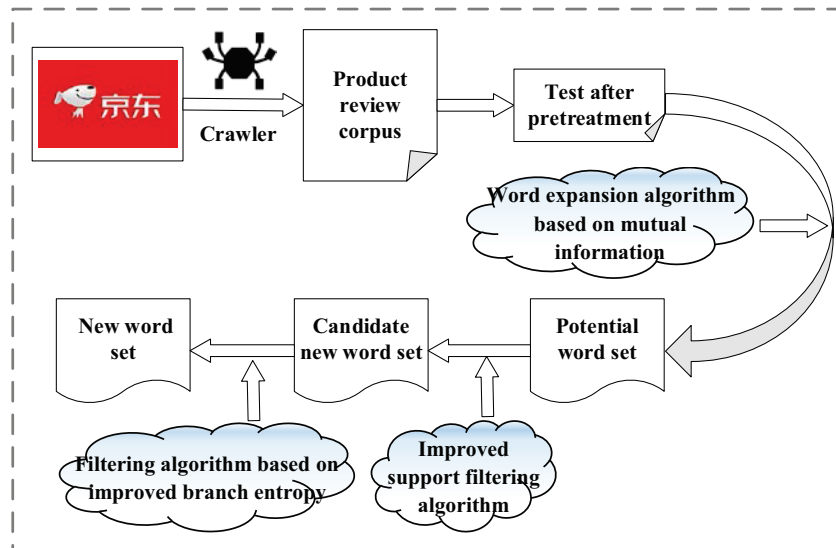 京东
Crawler
Product
review
corpus
Test after
pretreatment
Word expansion algorithm
based on mutual
information
New word
set
Candidate
new word set
Potential
word set
Filtering algorithm based on
improved branch entropy
Improved
support filtering
algorithm